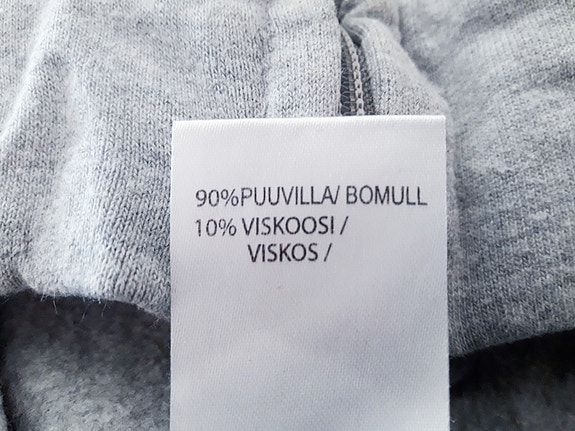 90%PUUVILLA/ BOMULL
10% VISKOOSI /
VISKOS /